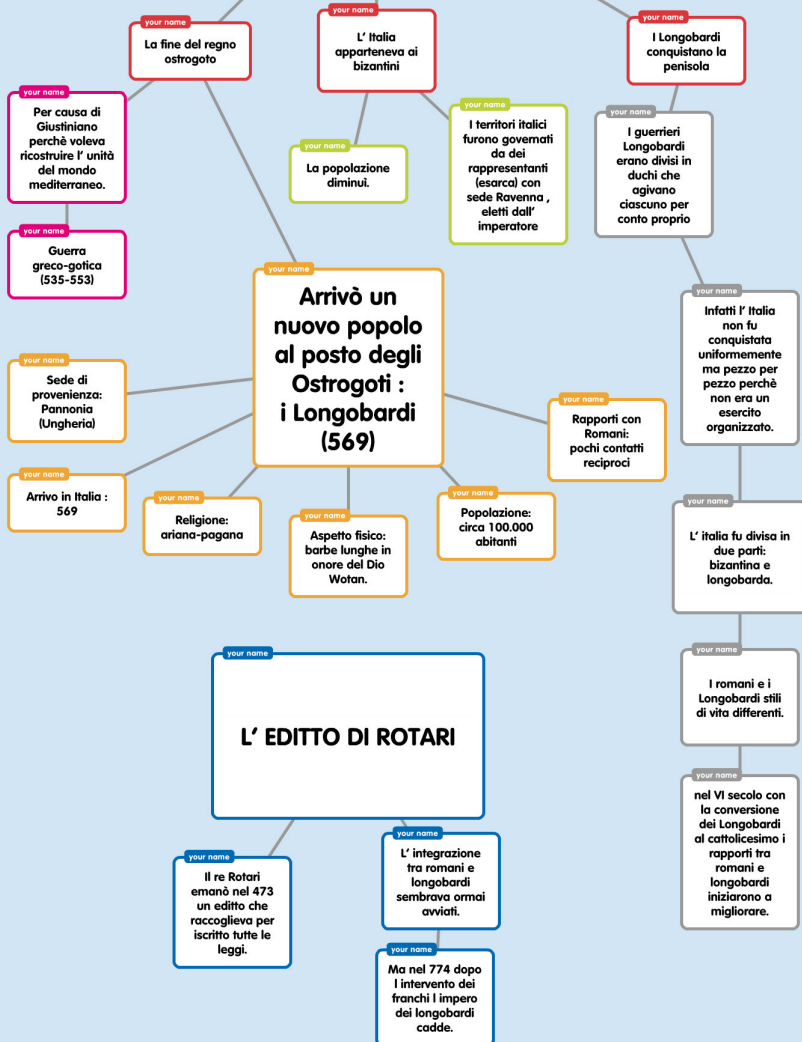 your name
La fine del regno
ostrogoto
your name
L' Italia
apparteneva ai
bizantini
your name
I Longobardi
conquistano la
penisola
your name
Per causa di
Giustiniano
perchè voleva
ricostruire l' unità
del mondo
mediterraneo.
your name
La popolazione
diminuì.
your name
I territori italici
furono governati
da dei
rappresentanti
(esarca) con
sede Ravenna ,
eletti dall'
imperatore
your name
I guerrieri
Longobardi
erano divisi in
duchi che
agivano
ciascuno per
conto proprio
your name
Guerra
greco-gotica
(535-553)
your name
Arrivò un
nuovo popolo
al posto degli
Ostrogoti :
i Longobardi
(569)
your name
Infatti l' Italia
non fu
conquistata
uniformemente
ma pezzo per
pezzo perchè
non era un
esercito
organizzato.
your name
Sede di
provenienza:
Pannonia
(Ungheria)
your name
Rapporti con
Romani:
pochi contatti
reciproci
your name
Arrivo in Italia :
569
your name
Religione:
ariana-pagana
your name
Aspetto fisico:
barbe lunghe in
onore del Dio
Wotan.
your name
Popolazione:
circa 100.000
abitanti
your name
L' italia fu divisa in
due parti:
bizantina e
longobarda.
your name
L' EDITTO DI ROTARI
your name
I romani e i
Longobardi stili
di vita differenti.
your name
nel VI secolo con
la conversione
dei Longobardi
al cattolicesimo i
rapporti tra
romani e
longobardi
iniziarono a
migliorare.
your name
Il re Rotari
emanò nel 473
un editto che
raccoglieva per
iscritto tutte le
leggi.
your name
L' integrazione
tra romani e
longobardi
sembrava ormai
avviati.
your name
Ma nel 774 dopo
l intervento dei
franchi l impero
dei longobardi
cadde.